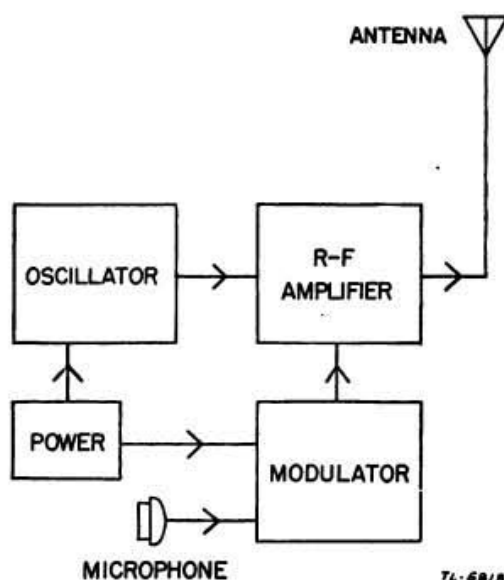 ANTENNA
OSCILLATOR
R-F
AMPLIFIER
POWER
MODULATOR
MICROPHONE